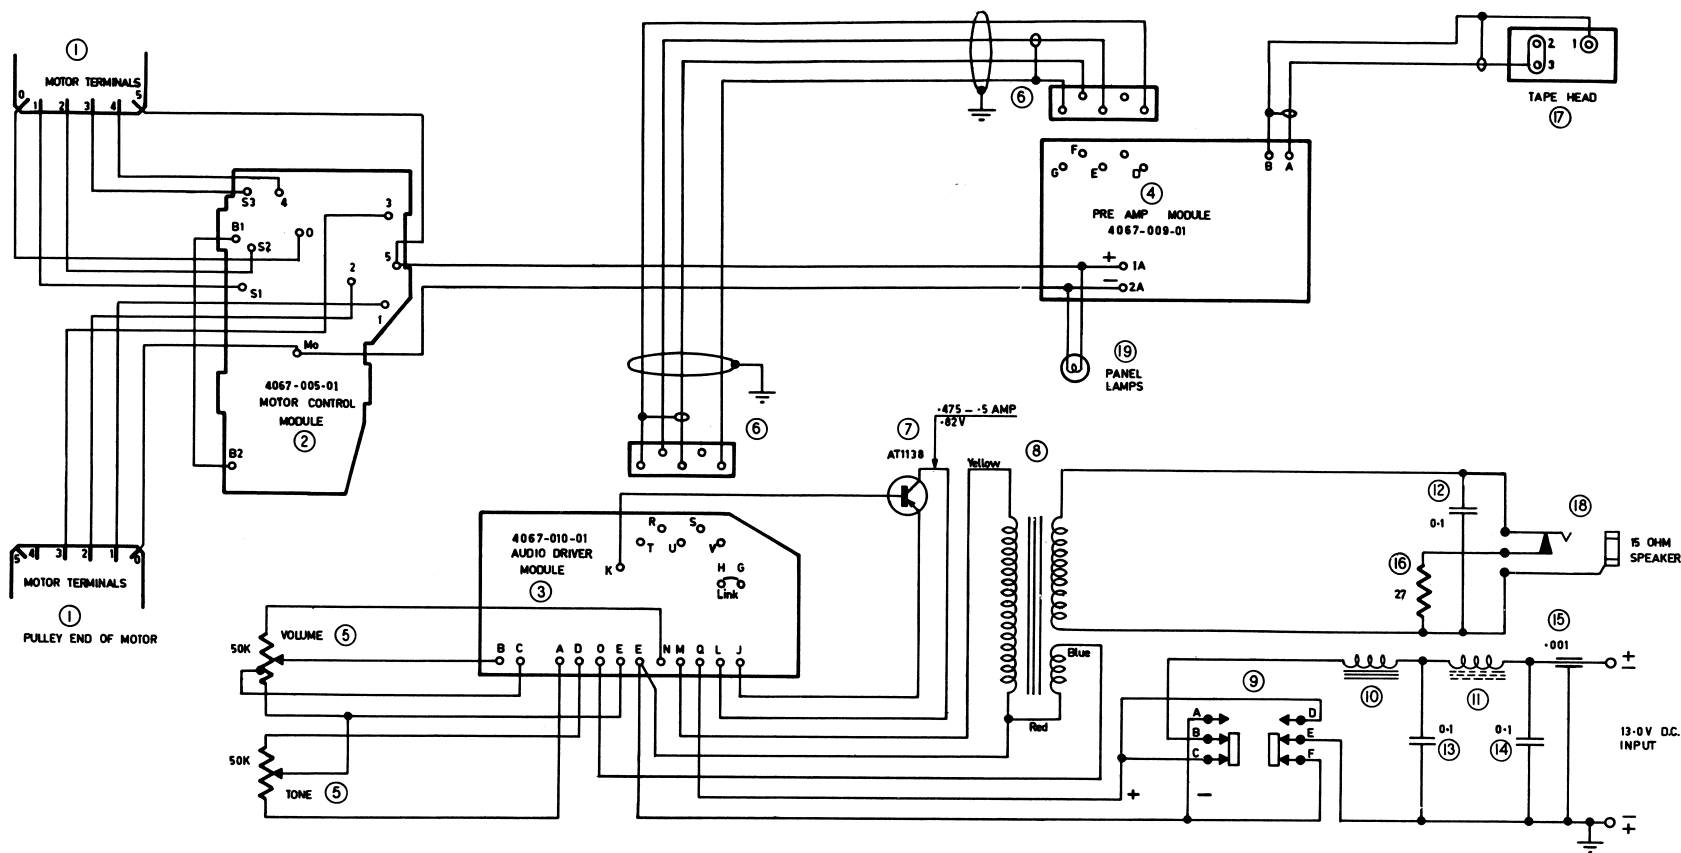 1
MOTOR TERMINALS
0 1 2 3 4 5
S3 4
3
B1
S2
O
5
2
S1
1
Mo
4067-005-01
MOTOR CONTROL
MODULE
2
B2
5 4 3 2 1 0
MOTOR TERMINALS
1
PULLEY END OF MOTOR
6
F
G E D
4
PRE AMP MODULE
4067-009-01
B A
+ 1A
− 2A
2 1
3
TAPE HEAD
17
19
PANEL
LAMPS
6
7
AT1138
·475 – ·5 AMP
·82V
Yellow
8
Blue
Red
12
0·1
18
16
27
15 OHM
SPEAKER
4067-010-01
AUDIO DRIVER
MODULE
3
R S
T U V
K
H G
Link
B C A D O E E N M Q L J
50K
VOLUME 5
50K
TONE 5
9
A D
B E
C F
+ −
10
11
15
·001
+
−
0·1
13
0·1
14
13·0V D.C.
INPUT
−
+